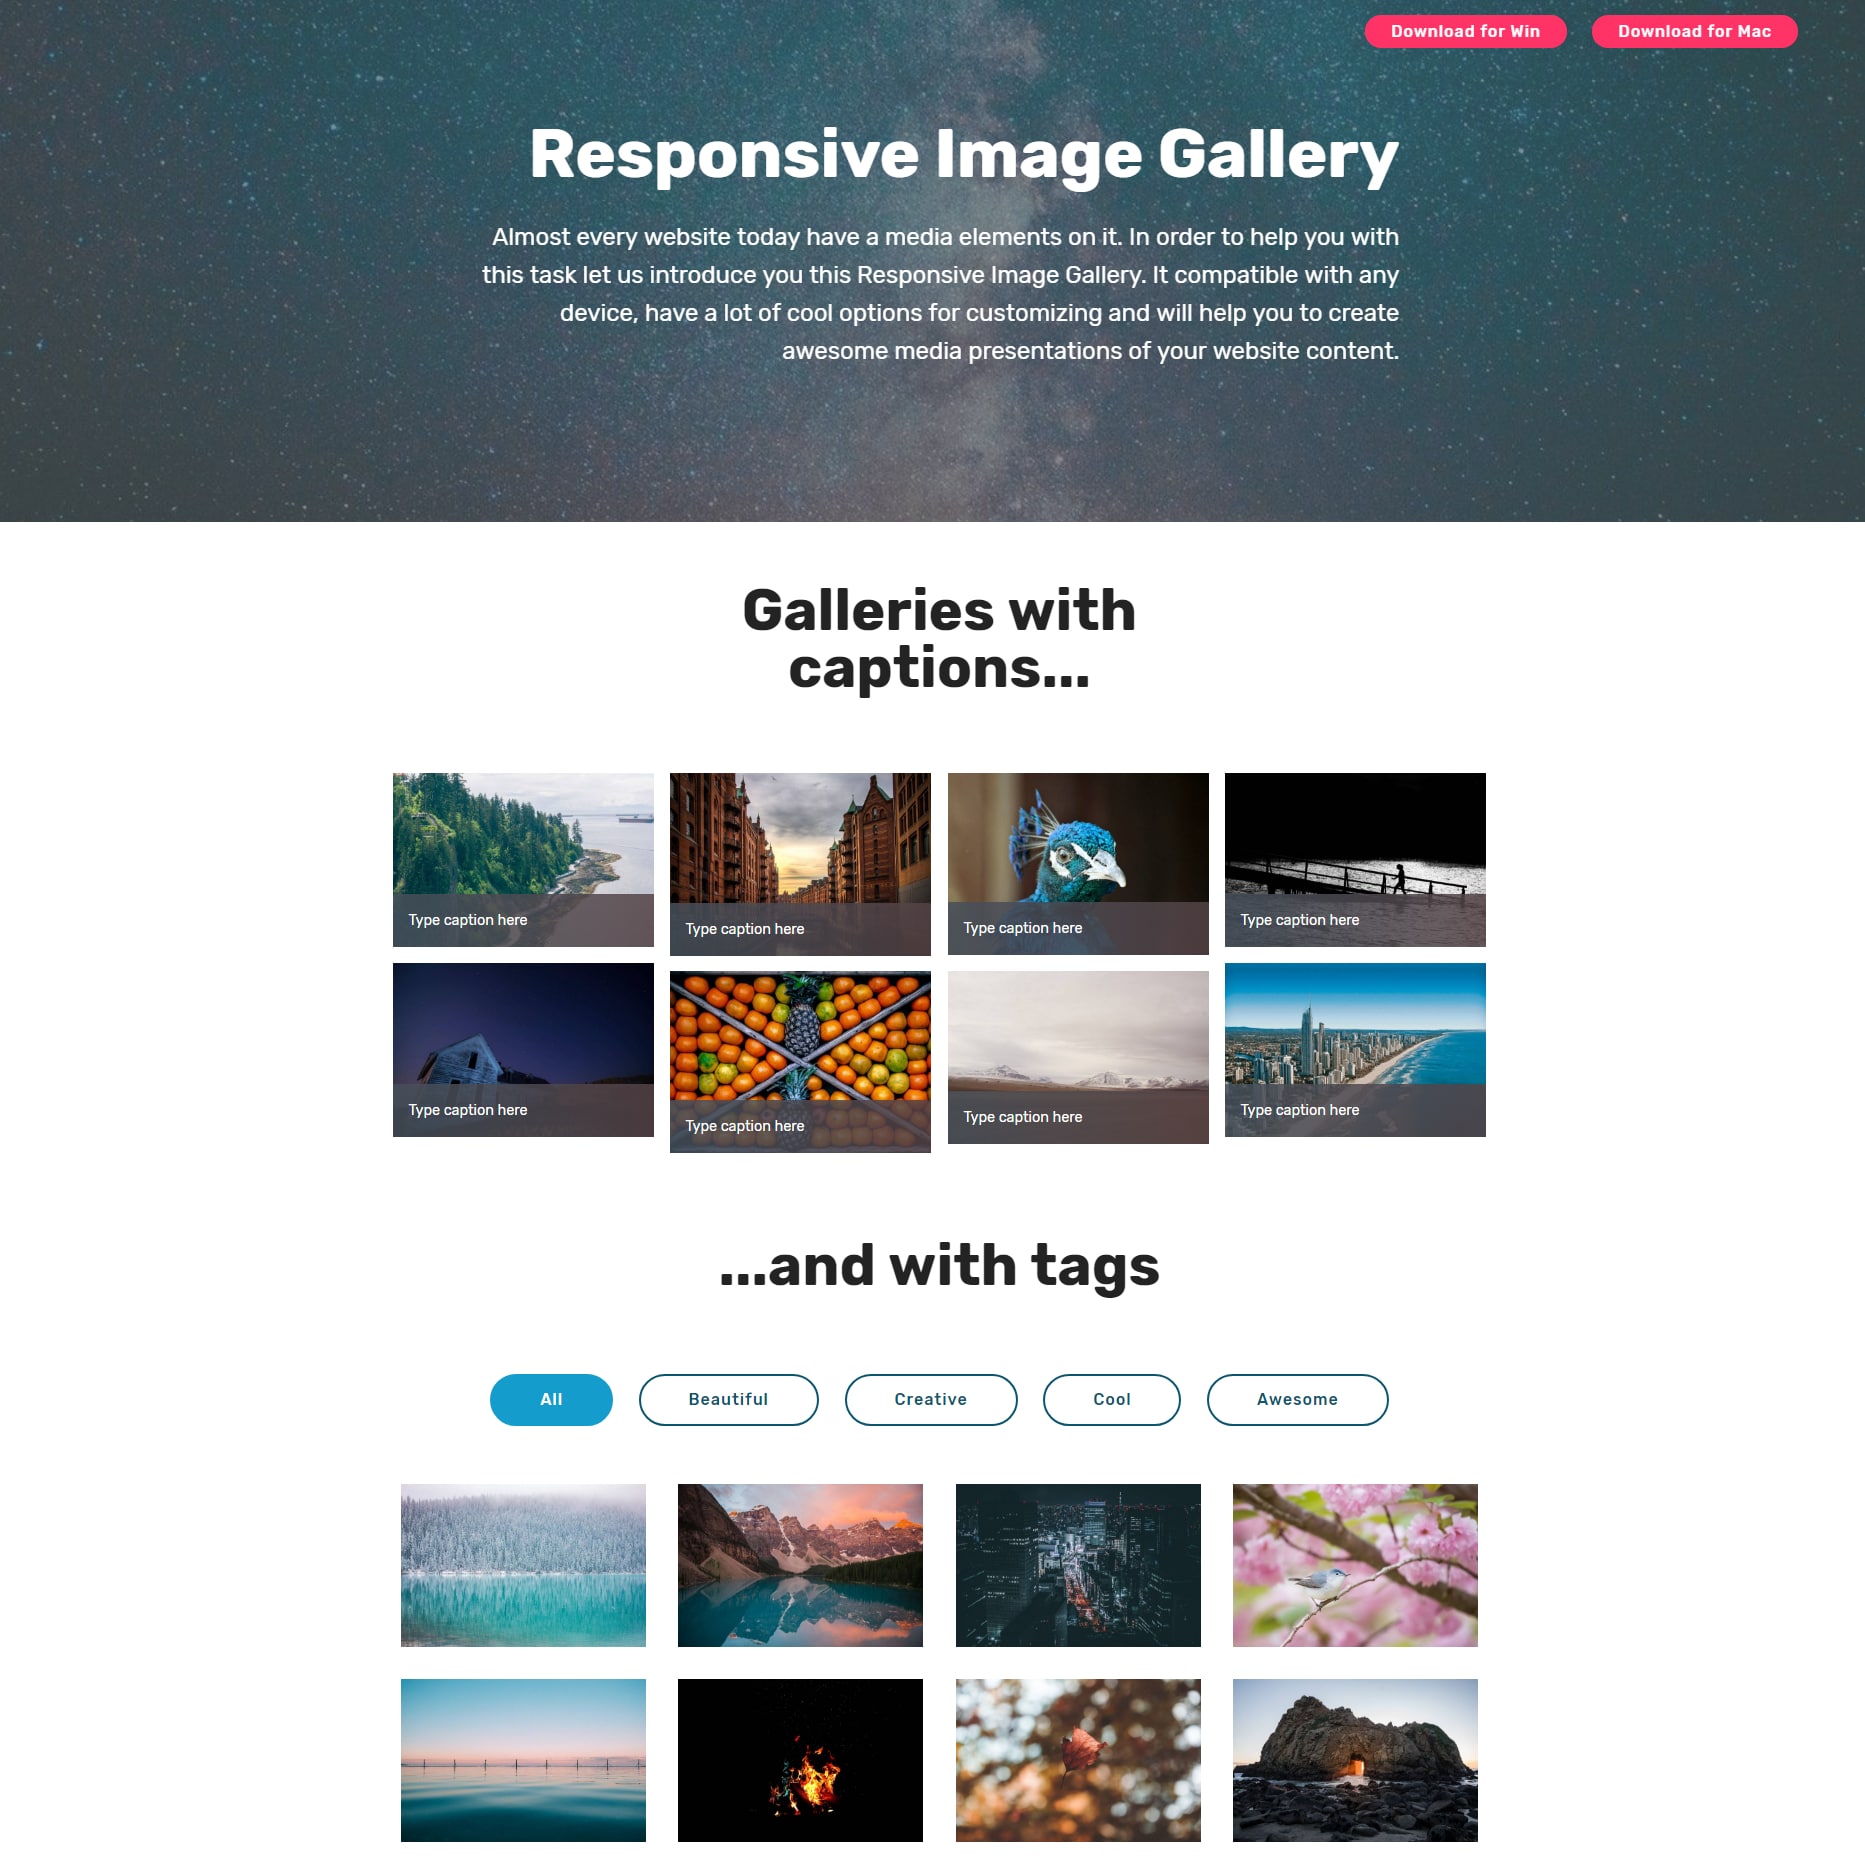 Download for Win
Download for Mac
Responsive Image Gallery
Almost every website today have a media elements on it. In order to help you with
this task let us introduce you this Responsive Image Gallery. It compatible with any
device, have a lot of cool options for customizing and will help you to create
awesome media presentations of your website content.
Galleries with
captions...
Type caption here
Type caption here
Type caption here
Type caption here
Type caption here
Type caption here
Type caption here
Type caption here
...and with tags
All
Beautiful
Creative
Cool
Awesome